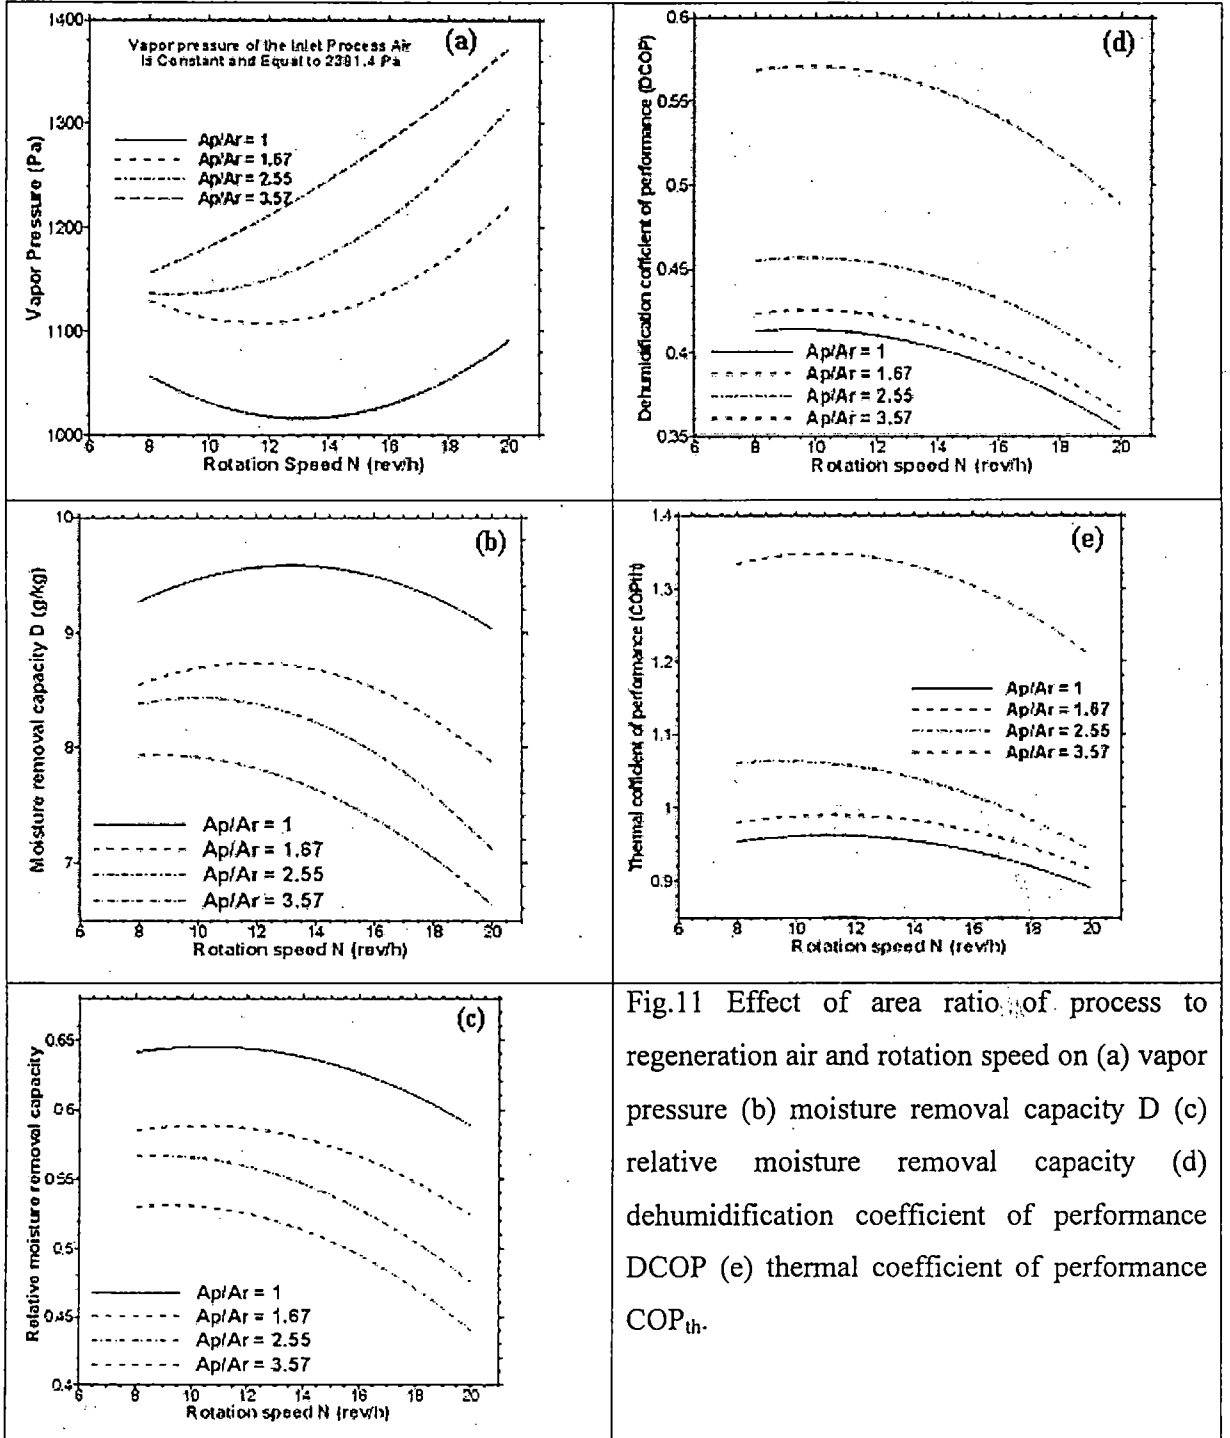 (a)
Vapor pressure of the Inlet Process Air
Is Constant and Equal to 2381.4 Pa
Ap/Ar = 1
Ap/Ar = 1.67
Ap/Ar = 2.55
Ap/Ar = 3.57
Vapor Pressure (Pa)
1400
1300
1200
1100
1000
6 8 10 12 14 16 18 20
Rotation Speed N (rev/h)
(d)
Dehumidification cofficient of performance (DCOP)
0.6
0.55
0.5
0.45
0.4
0.35
Ap/Ar = 1
Ap/Ar = 1.67
Ap/Ar = 2.55
Ap/Ar = 3.57
6 8 10 12 14 16 18 20
Rotation speed N (rev/h)
(b)
Moisture removal capacity D (g/kg)
10
9
8
7
Ap/Ar = 1
Ap/Ar = 1.67
Ap/Ar = 2.55
Ap/Ar = 3.57
6 8 10 12 14 16 18 20
Rotation speed N (rev/h)
(e)
Thermal cofficient of performance (COPth)
1.4
1.3
1.2
1.1
1
0.9
Ap/Ar = 1
Ap/Ar = 1.67
Ap/Ar = 2.55
Ap/Ar = 3.57
6 8 10 12 14 16 18 20
Rotation speed N (rev/h)
(c)
Relative moisture removal capacity
0.65
0.6
0.55
0.5
0.45
0.4
Ap/Ar = 1
Ap/Ar = 1.67
Ap/Ar = 2.55
Ap/Ar = 3.57
6 8 10 12 14 16 18 20
Rotation speed N (rev/h)
Fig.11 Effect of area ratio of process to
regeneration air and rotation speed on (a) vapor
pressure (b) moisture removal capacity D (c)
relative moisture removal capacity (d)
dehumidification coefficient of performance
DCOP (e) thermal coefficient of performance
COPth.